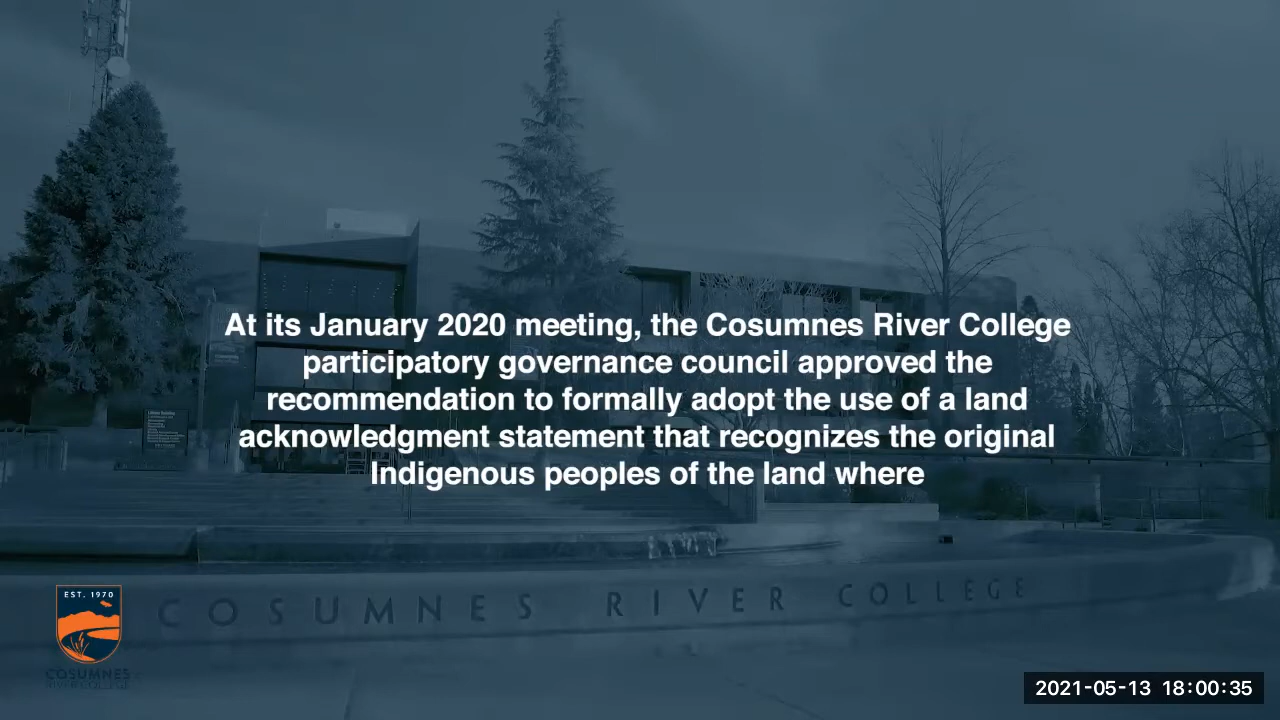 At its January 2020 meeting, the Cosumnes River College
participatory governance council approved the
recommendation to formally adopt the use of a land
acknowledgment statement that recognizes the original
Indigenous peoples of the land where
COSUMNES RIVER COLLEGE
EST. 1970
COSUMNES
RIVER COLLEGE
2021-05-13 18:00:35